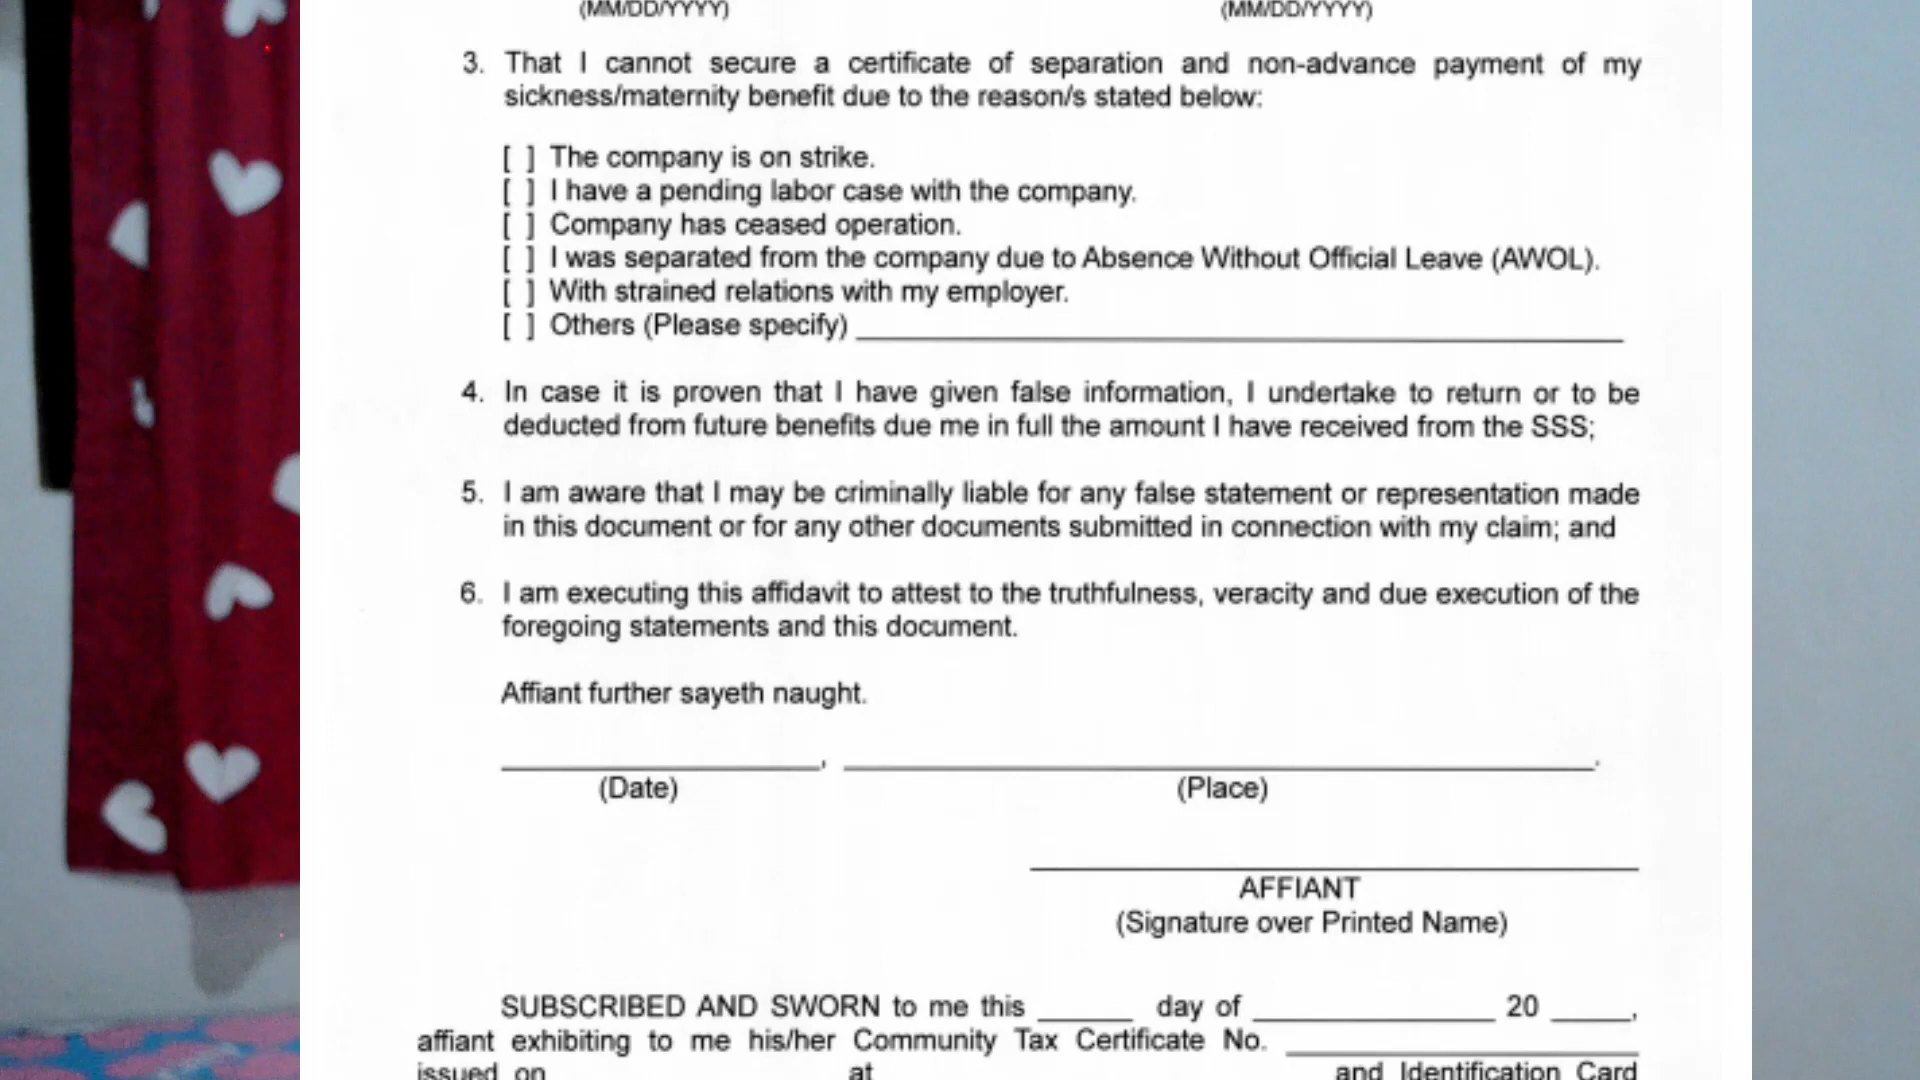 (MM/DD/YYYY) (MM/DD/YYYY)
3. That I cannot secure a certificate of separation and non-advance payment of my
sickness/maternity benefit due to the reason/s stated below:
[ ] The company is on strike.
[ ] I have a pending labor case with the company.
[ ] Company has ceased operation.
[ ] I was separated from the company due to Absence Without Official Leave (AWOL).
[ ] With strained relations with my employer.
[ ] Others (Please specify) ____________________
4. In case it is proven that I have given false information, I undertake to return or to be
deducted from future benefits due me in full the amount I have received from the SSS;
5. I am aware that I may be criminally liable for any false statement or representation made
in this document or for any other documents submitted in connection with my claim; and
6. I am executing this affidavit to attest to the truthfulness, veracity and due execution of the
foregoing statements and this document.
Affiant further sayeth naught.
__________, ____________________.
(Date) (Place)
AFFIANT
(Signature over Printed Name)
SUBSCRIBED AND SWORN to me this ______ day of ______________ 20 _____,
affiant exhibiting to me his/her Community Tax Certificate No. ____________________
issued on at and Identification Card